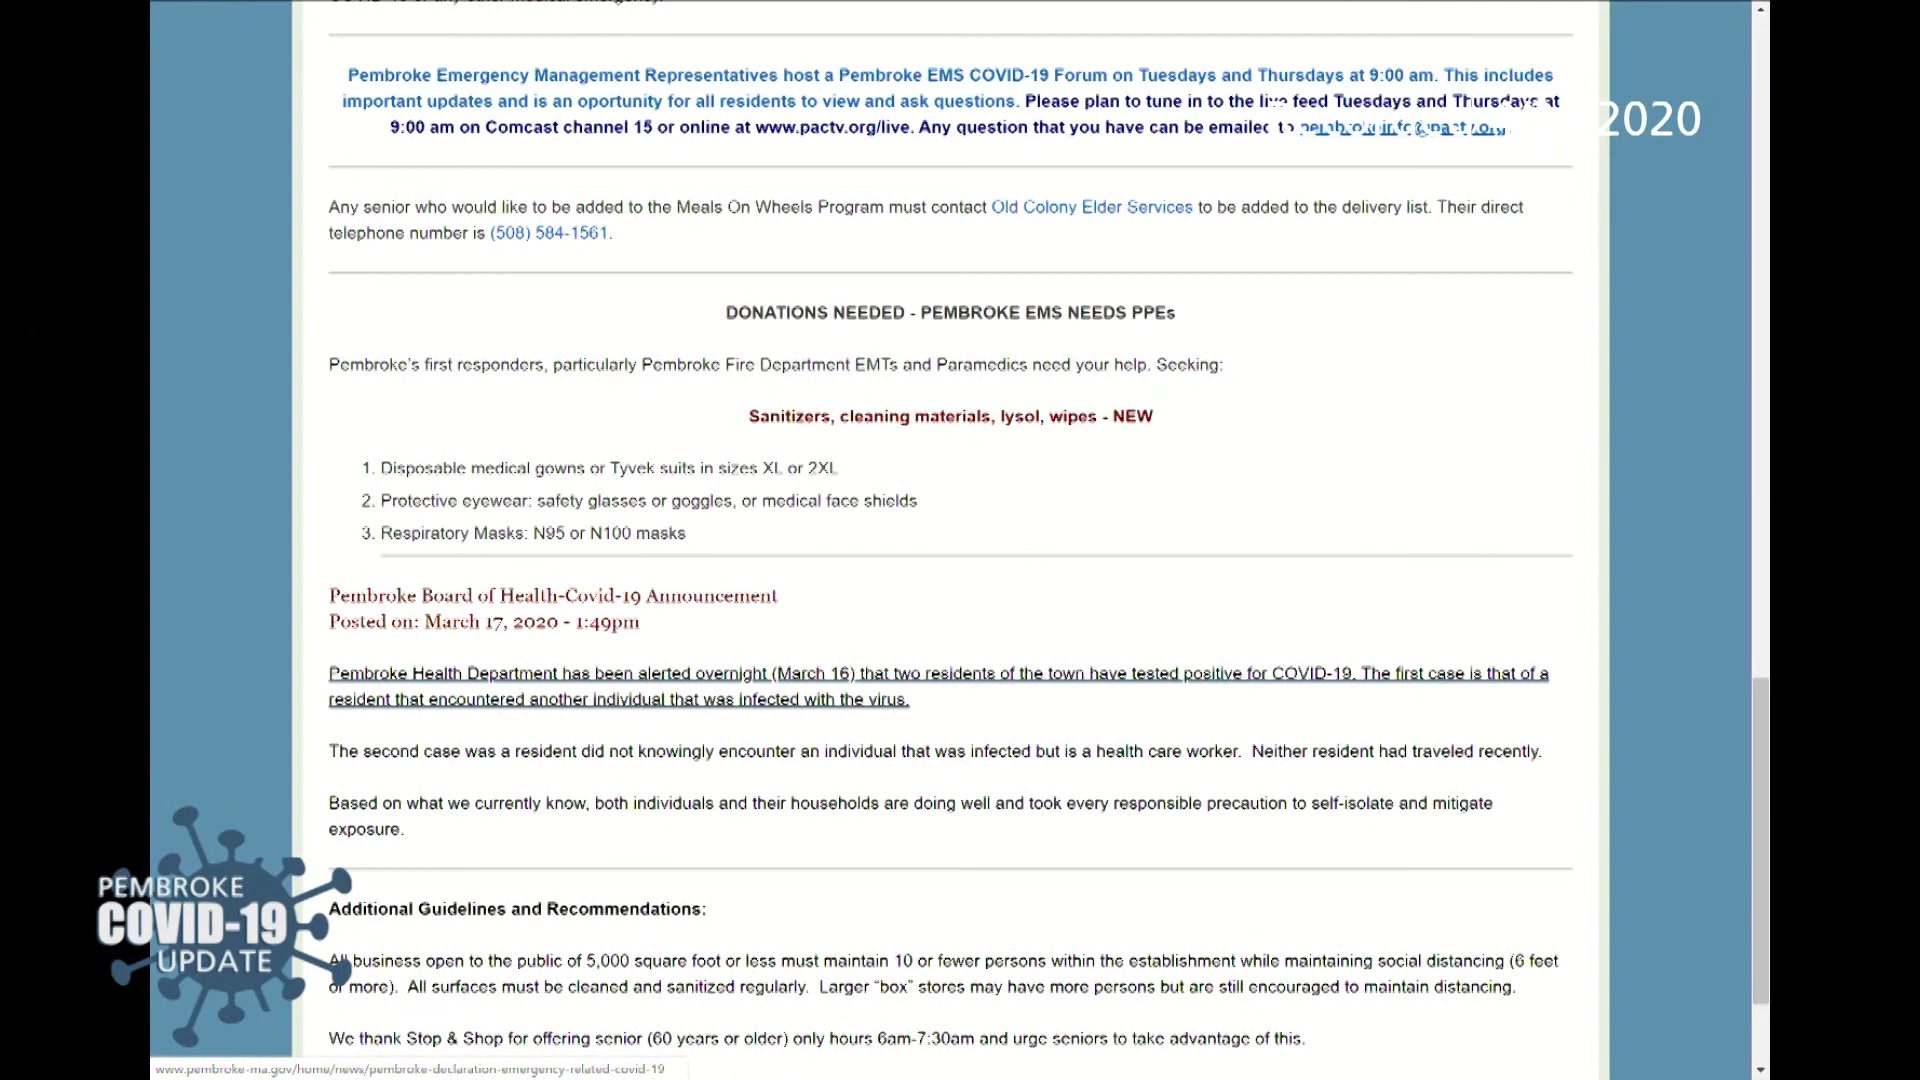 Pembroke Emergency Management Representatives host a Pembroke EMS COVID-19 Forum on Tuesdays and Thursdays at 9:00 am. This includes
important updates and is an oportunity for all residents to view and ask questions. Please plan to tune in to the live feed Tuesdays and Thursdays at
9:00 am on Comcast channel 15 or online at www.pactv.org/live. Any question that you have can be emailed to pembrokeinfo@pactv.org.
2020
Any senior who would like to be added to the Meals On Wheels Program must contact Old Colony Elder Services to be added to the delivery list. Their direct
telephone number is (508) 584-1561.
DONATIONS NEEDED - PEMBROKE EMS NEEDS PPEs
Pembroke's first responders, particularly Pembroke Fire Department EMTs and Paramedics need your help. Seeking:
Sanitizers, cleaning materials, lysol, wipes - NEW
1. Disposable medical gowns or Tyvek suits in sizes XL or 2XL
2. Protective eyewear: safety glasses or goggles, or medical face shields
3. Respiratory Masks: N95 or N100 masks
Pembroke Board of Health-Covid-19 Announcement
Posted on: March 17, 2020 - 1:49pm
Pembroke Health Department has been alerted overnight (March 16) that two residents of the town have tested positive for COVID-19. The first case is that of a
resident that encountered another individual that was infected with the virus.
The second case was a resident did not knowingly encounter an individual that was infected but is a health care worker. Neither resident had traveled recently.
Based on what we currently know, both individuals and their households are doing well and took every responsible precaution to self-isolate and mitigate
exposure.
Additional Guidelines and Recommendations:
All business open to the public of 5,000 square foot or less must maintain 10 or fewer persons within the establishment while maintaining social distancing (6 feet
or more). All surfaces must be cleaned and sanitized regularly. Larger "box" stores may have more persons but are still encouraged to maintain distancing.
We thank Stop & Shop for offering senior (60 years or older) only hours 6am-7:30am and urge seniors to take advantage of this.
PEMBROKE
COVID-19
UPDATE
www.pembroke-ma.gov/home/news/pembroke-declaration-emergency-related-covid-19